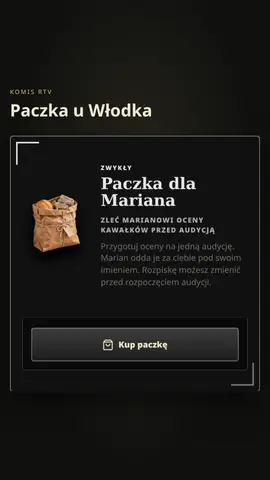 KOMIS RTV
Paczka u Włodka
ZWYKŁY
Paczka dla
Mariana
ZLEĆ MARIANOWI OCENY
KAWAŁKÓW PRZED AUDYCJĄ
Przygotuj oceny na jedną audycję.
Marian odda je za ciebie pod swoim
imieniem. Rozpiskę możesz zmienić
przed rozpoczęciem audycji.
Kup paczkę